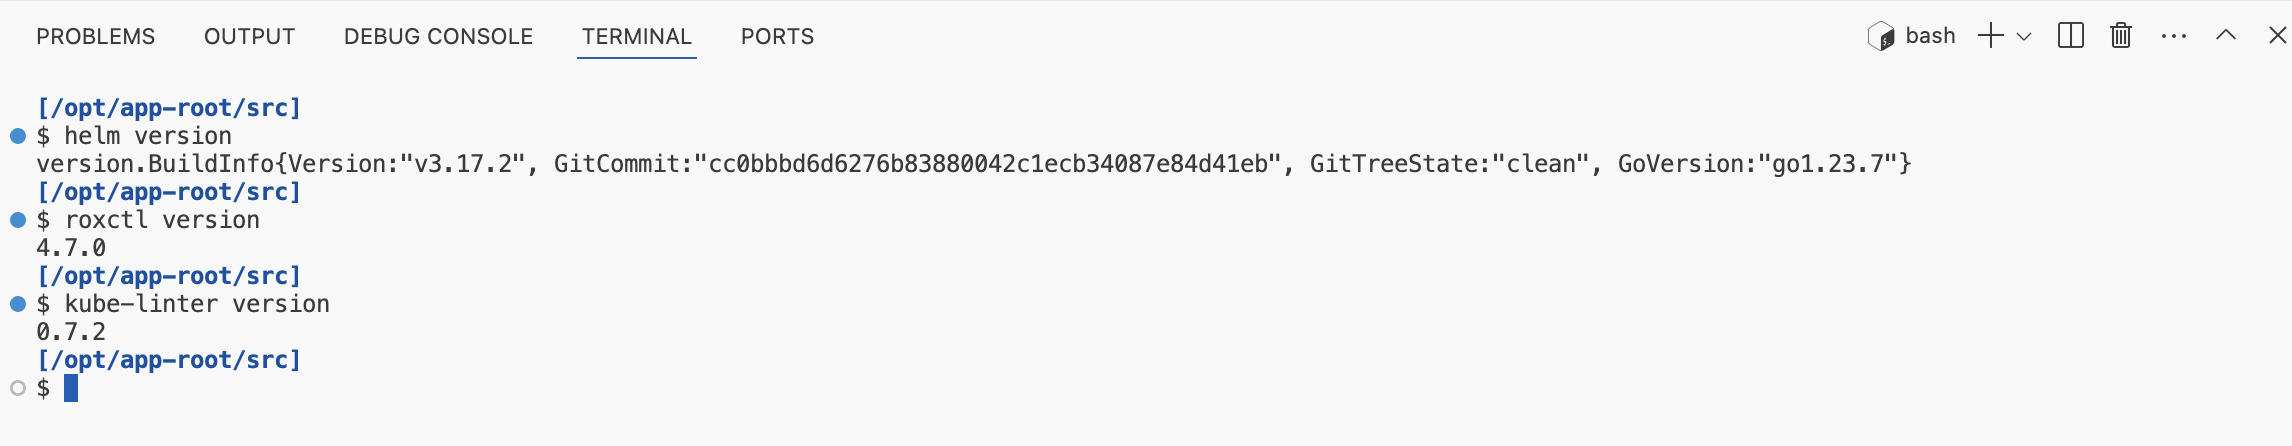 PROBLEMS OUTPUT DEBUG CONSOLE TERMINAL PORTS bash
[/opt/app-root/src]
$ helm version
version.BuildInfo{Version:"v3.17.2", GitCommit:"cc0bbbd6d6276b83880042c1ecb34087e84d41eb", GitTreeState:"clean", GoVersion:"go1.23.7"}
[/opt/app-root/src]
$ roxctl version
4.7.0
[/opt/app-root/src]
$ kube-linter version
0.7.2
[/opt/app-root/src]
$